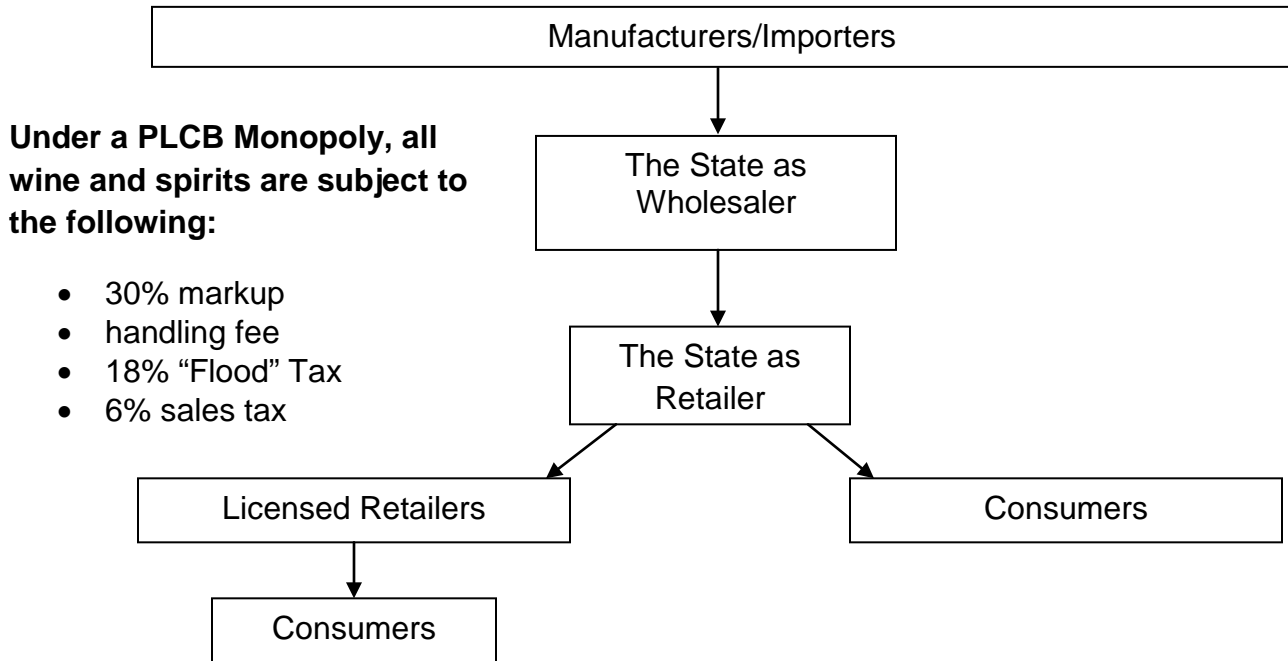 Manufacturers/Importers
Under a PLCB Monopoly, all
wine and spirits are subject to
the following:
• 30% markup
• handling fee
• 18% “Flood” Tax
• 6% sales tax
The State as
Wholesaler
The State as
Retailer
Licensed Retailers
Consumers
Consumers